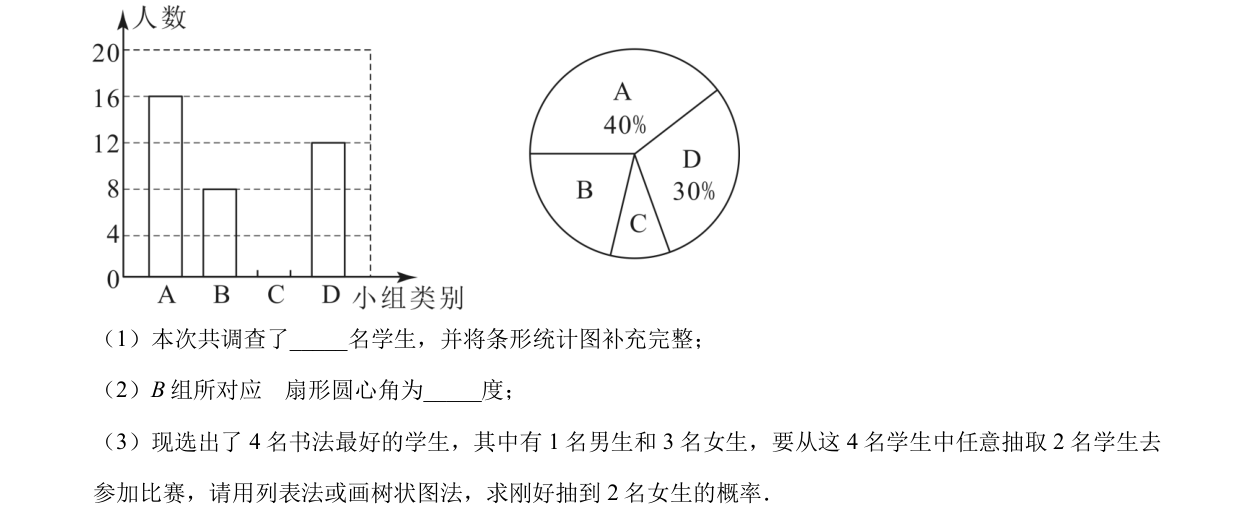 人数
20
16
12
8
4
0
A B C D 小组类别
A
40%
D
30%
B
C
（1）本次共调查了_____名学生，并将条形统计图补充完整；
（2）B 组所对应 扇形圆心角为_____度；
（3）现选出了 4 名书法最好的学生，其中有 1 名男生和 3 名女生，要从这 4 名学生中任意抽取 2 名学生去
参加比赛，请用列表法或画树状图法，求刚好抽到 2 名女生的概率．